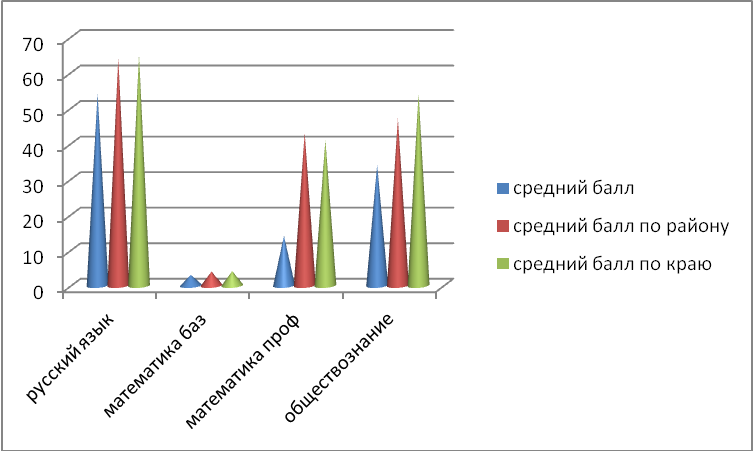 70
60
50
40
30
20
10
0
русский язык
математика баз
математика проф
обществознание
средний балл
средний балл по району
средний балл по краю